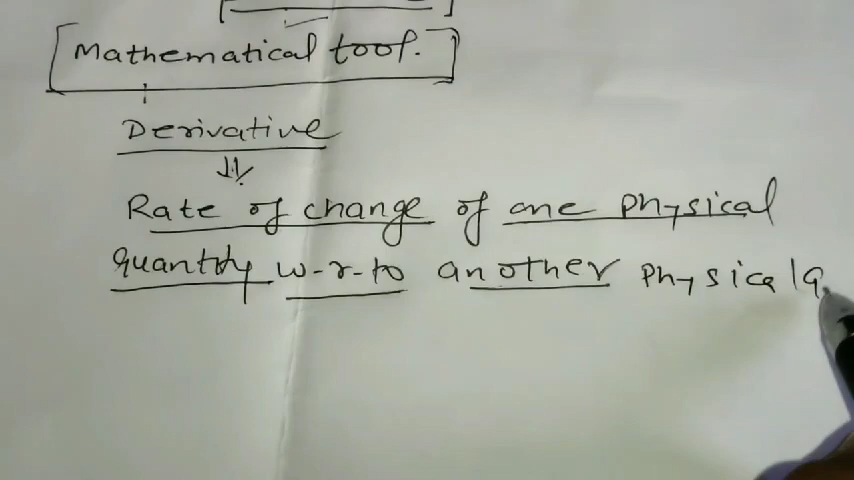 Mathematical tool.
Derivative
Rate of change of one physical
quantity w-r-to another physical q